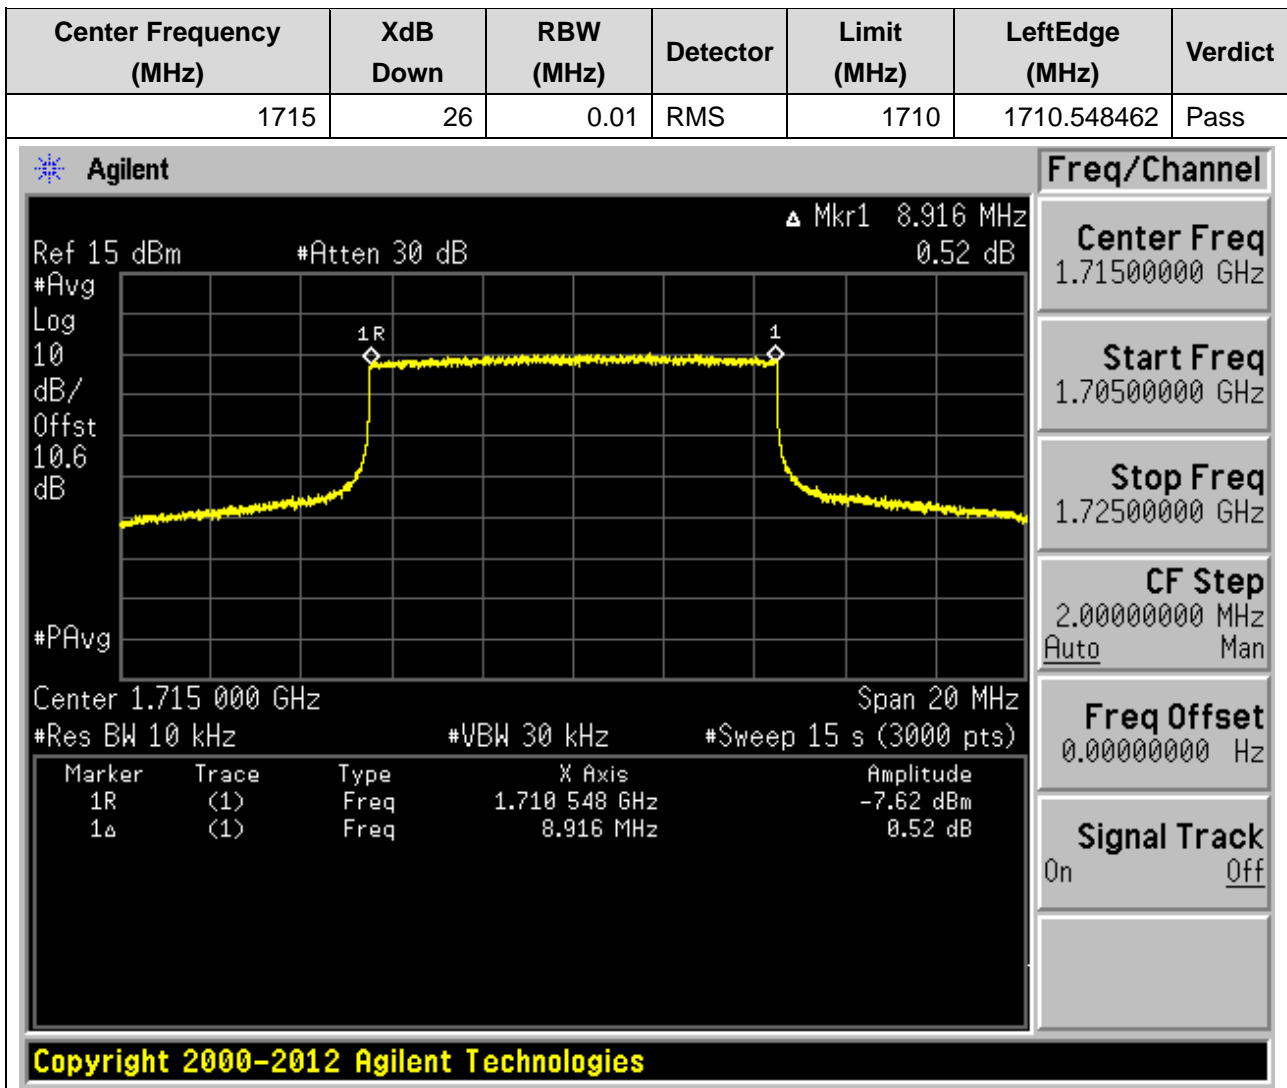 Center Frequency (MHz) XdB Down RBW (MHz) Detector Limit (MHz) LeftEdge (MHz) Verdict
1715 26 0.01 RMS 1710 1710.548462 Pass
Agilent
Freq/Channel
Δ Mkr1 8.916 MHz
Ref 15 dBm #Atten 30 dB 0.52 dB
#Avg
Log
10
dB/
Offst
10.6
dB
1R
1
#PAvg
Center 1.715 000 GHz Span 20 MHz
#Res BW 10 kHz #VBW 30 kHz #Sweep 15 s (3000 pts)
Marker Trace Type X Axis Amplitude
1R (1) Freq 1.710 548 GHz -7.62 dBm
1Δ (1) Freq 8.916 MHz 0.52 dB
Center Freq
1.71500000 GHz
Start Freq
1.70500000 GHz
Stop Freq
1.72500000 GHz
CF Step
2.00000000 MHz
Auto Man
Freq Offset
0.00000000 Hz
Signal Track
On Off
Copyright 2000-2012 Agilent Technologies